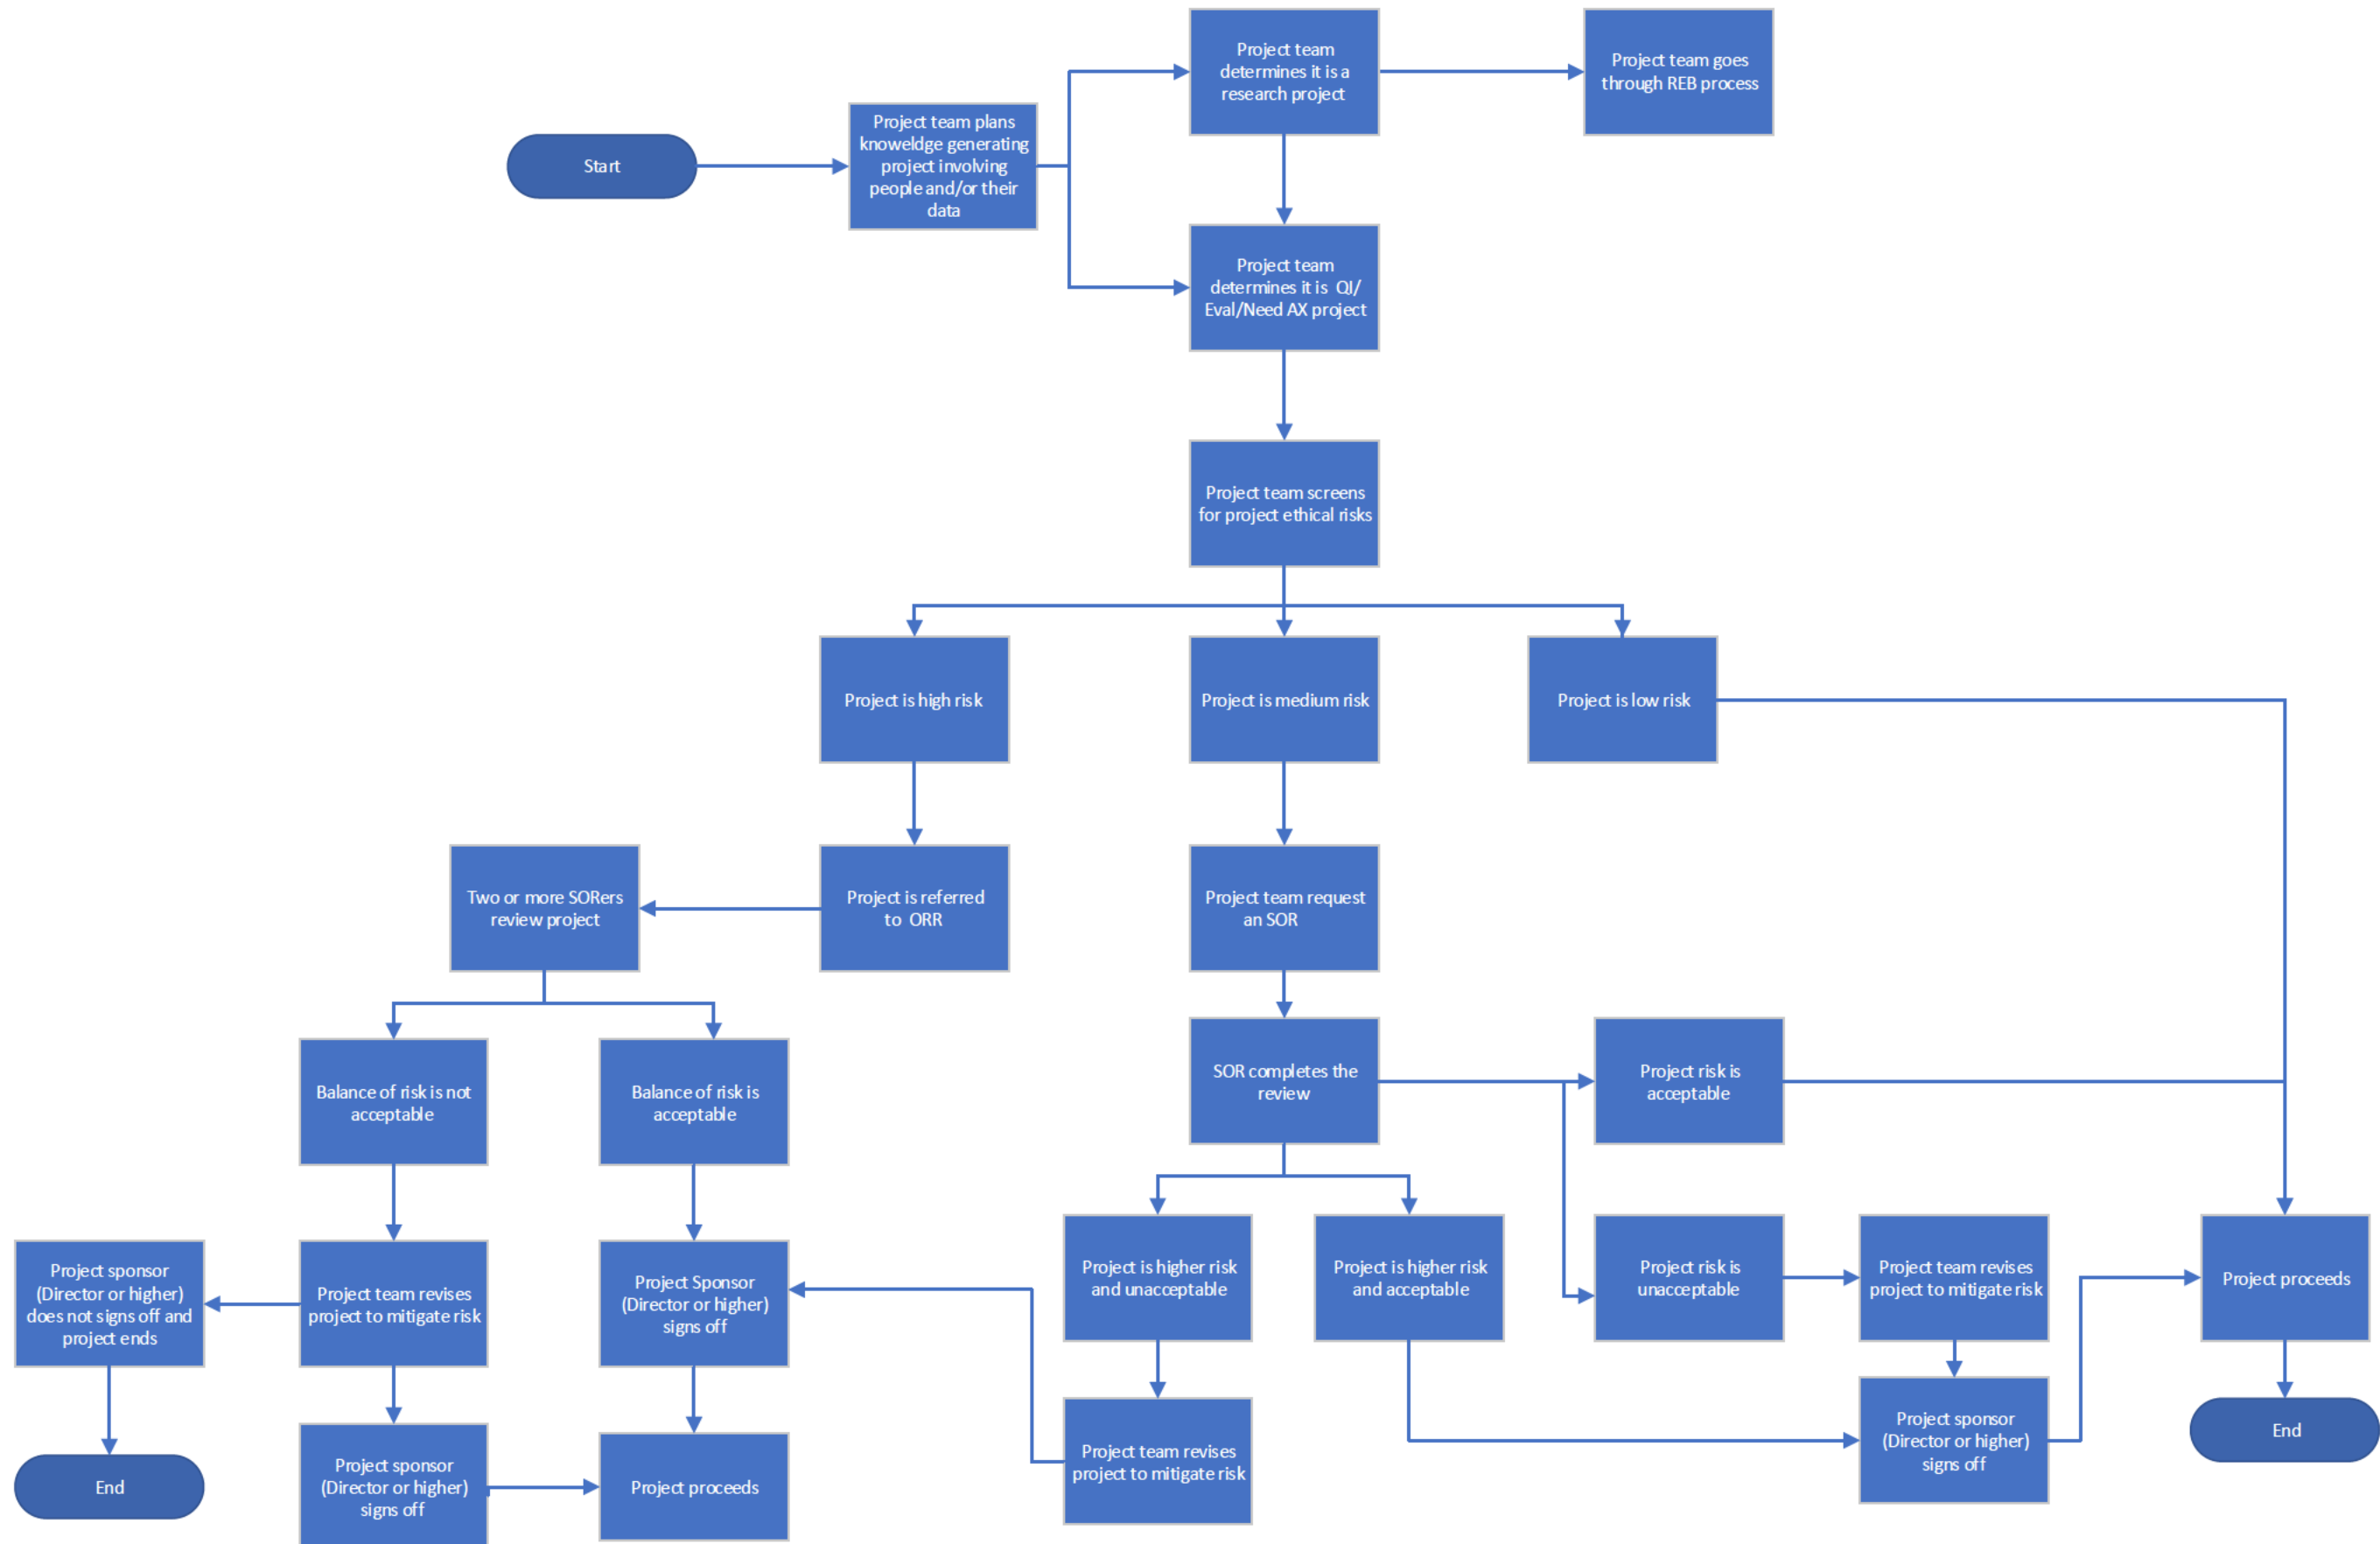 Project team
determines it is a
research project
Project team goes
through REB process
Start
Project team plans
knoweldge generating
project involving
people and/or their
data
Project team
determines it is QI/
Eval/Need AX project
Project team screens
for project ethical risks
Project is high risk
Project is medium risk
Project is low risk
Two or more SORers
review project
Project is referred
to ORR
Project team request
an SOR
Balance of risk is not
acceptable
Balance of risk is
acceptable
SOR completes the
review
Project risk is
acceptable
Project sponsor
(Director or higher)
does not signs off and
project ends
Project team revises
project to mitigate risk
Project Sponsor
(Director or higher)
signs off
Project is higher risk
and unacceptable
Project is higher risk
and acceptable
Project risk is
unacceptable
Project team revises
project to mitigate risk
Project proceeds
End
Project sponsor
(Director or higher)
signs off
Project proceeds
Project team revises
project to mitigate risk
Project sponsor
(Director or higher)
signs off
End